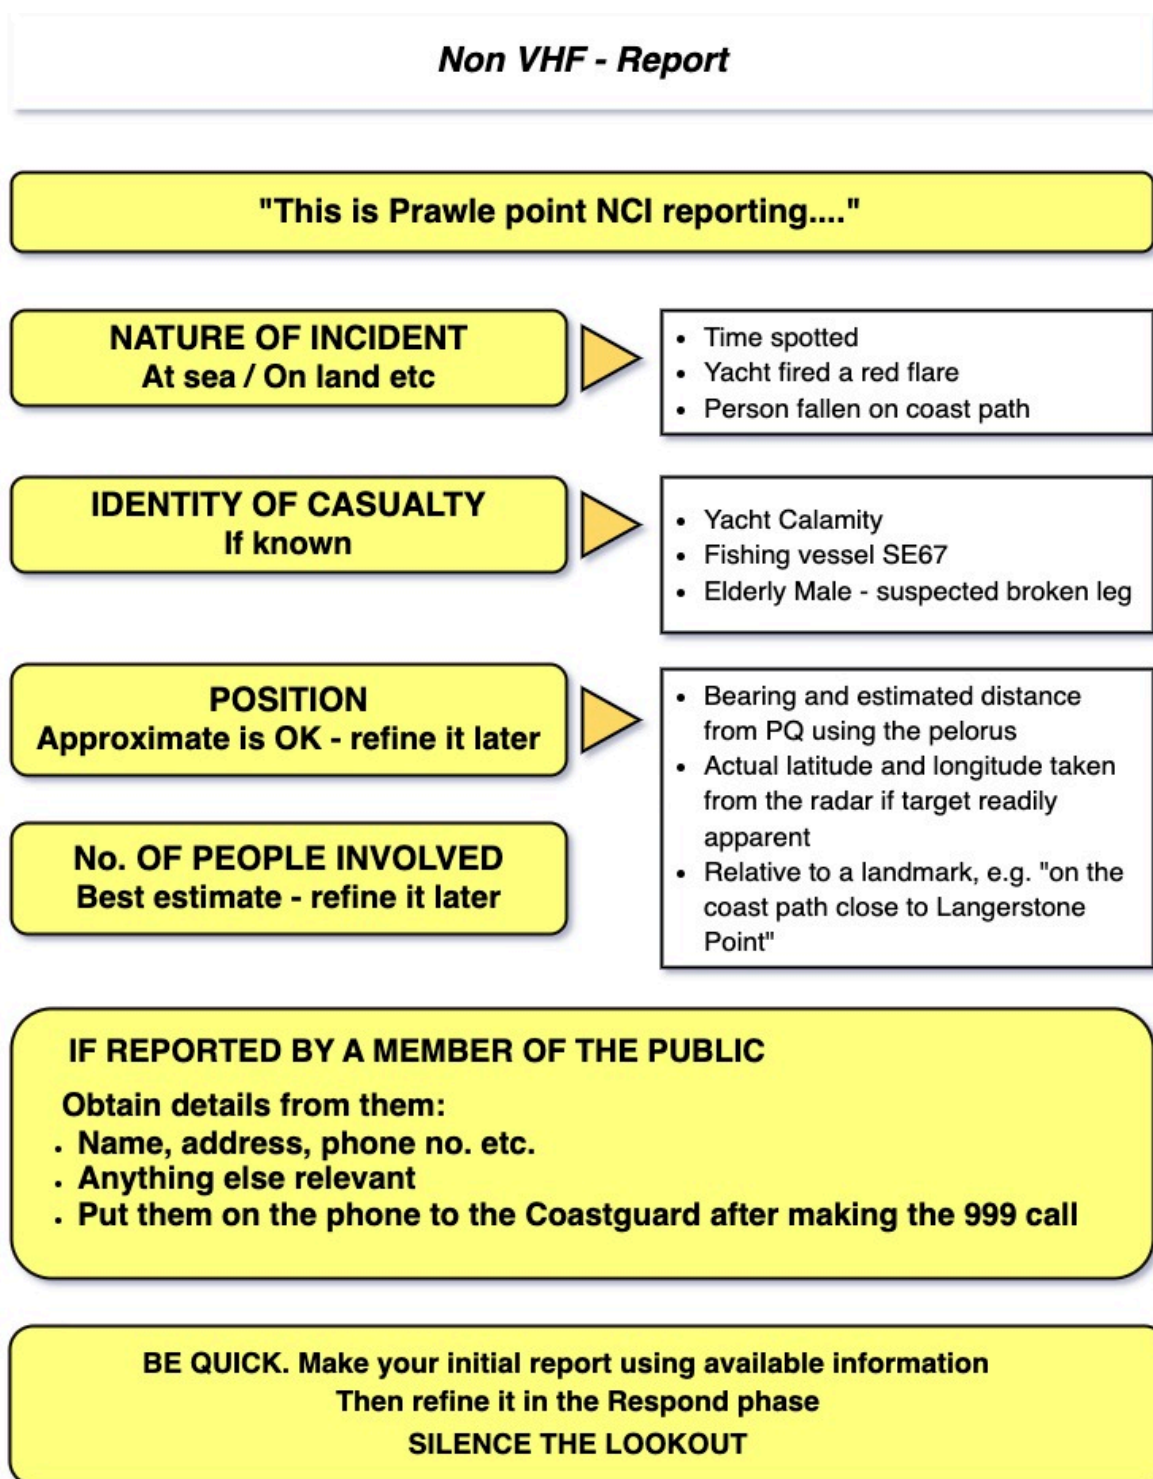 Non VHF - Report
"This is Prawle point NCI reporting...."
NATURE OF INCIDENT
At sea / On land etc
• Time spotted
• Yacht fired a red flare
• Person fallen on coast path
IDENTITY OF CASUALTY
If known
• Yacht Calamity
• Fishing vessel SE67
• Elderly Male - suspected broken leg
POSITION
Approximate is OK - refine it later
• Bearing and estimated distance
from PQ using the pelorus
• Actual latitude and longitude taken
from the radar if target readily
apparent
• Relative to a landmark, e.g. "on the
coast path close to Langerstone
Point"
No. OF PEOPLE INVOLVED
Best estimate - refine it later
IF REPORTED BY A MEMBER OF THE PUBLIC
Obtain details from them:
• Name, address, phone no. etc.
• Anything else relevant
• Put them on the phone to the Coastguard after making the 999 call
BE QUICK. Make your initial report using available information
Then refine it in the Respond phase
SILENCE THE LOOKOUT